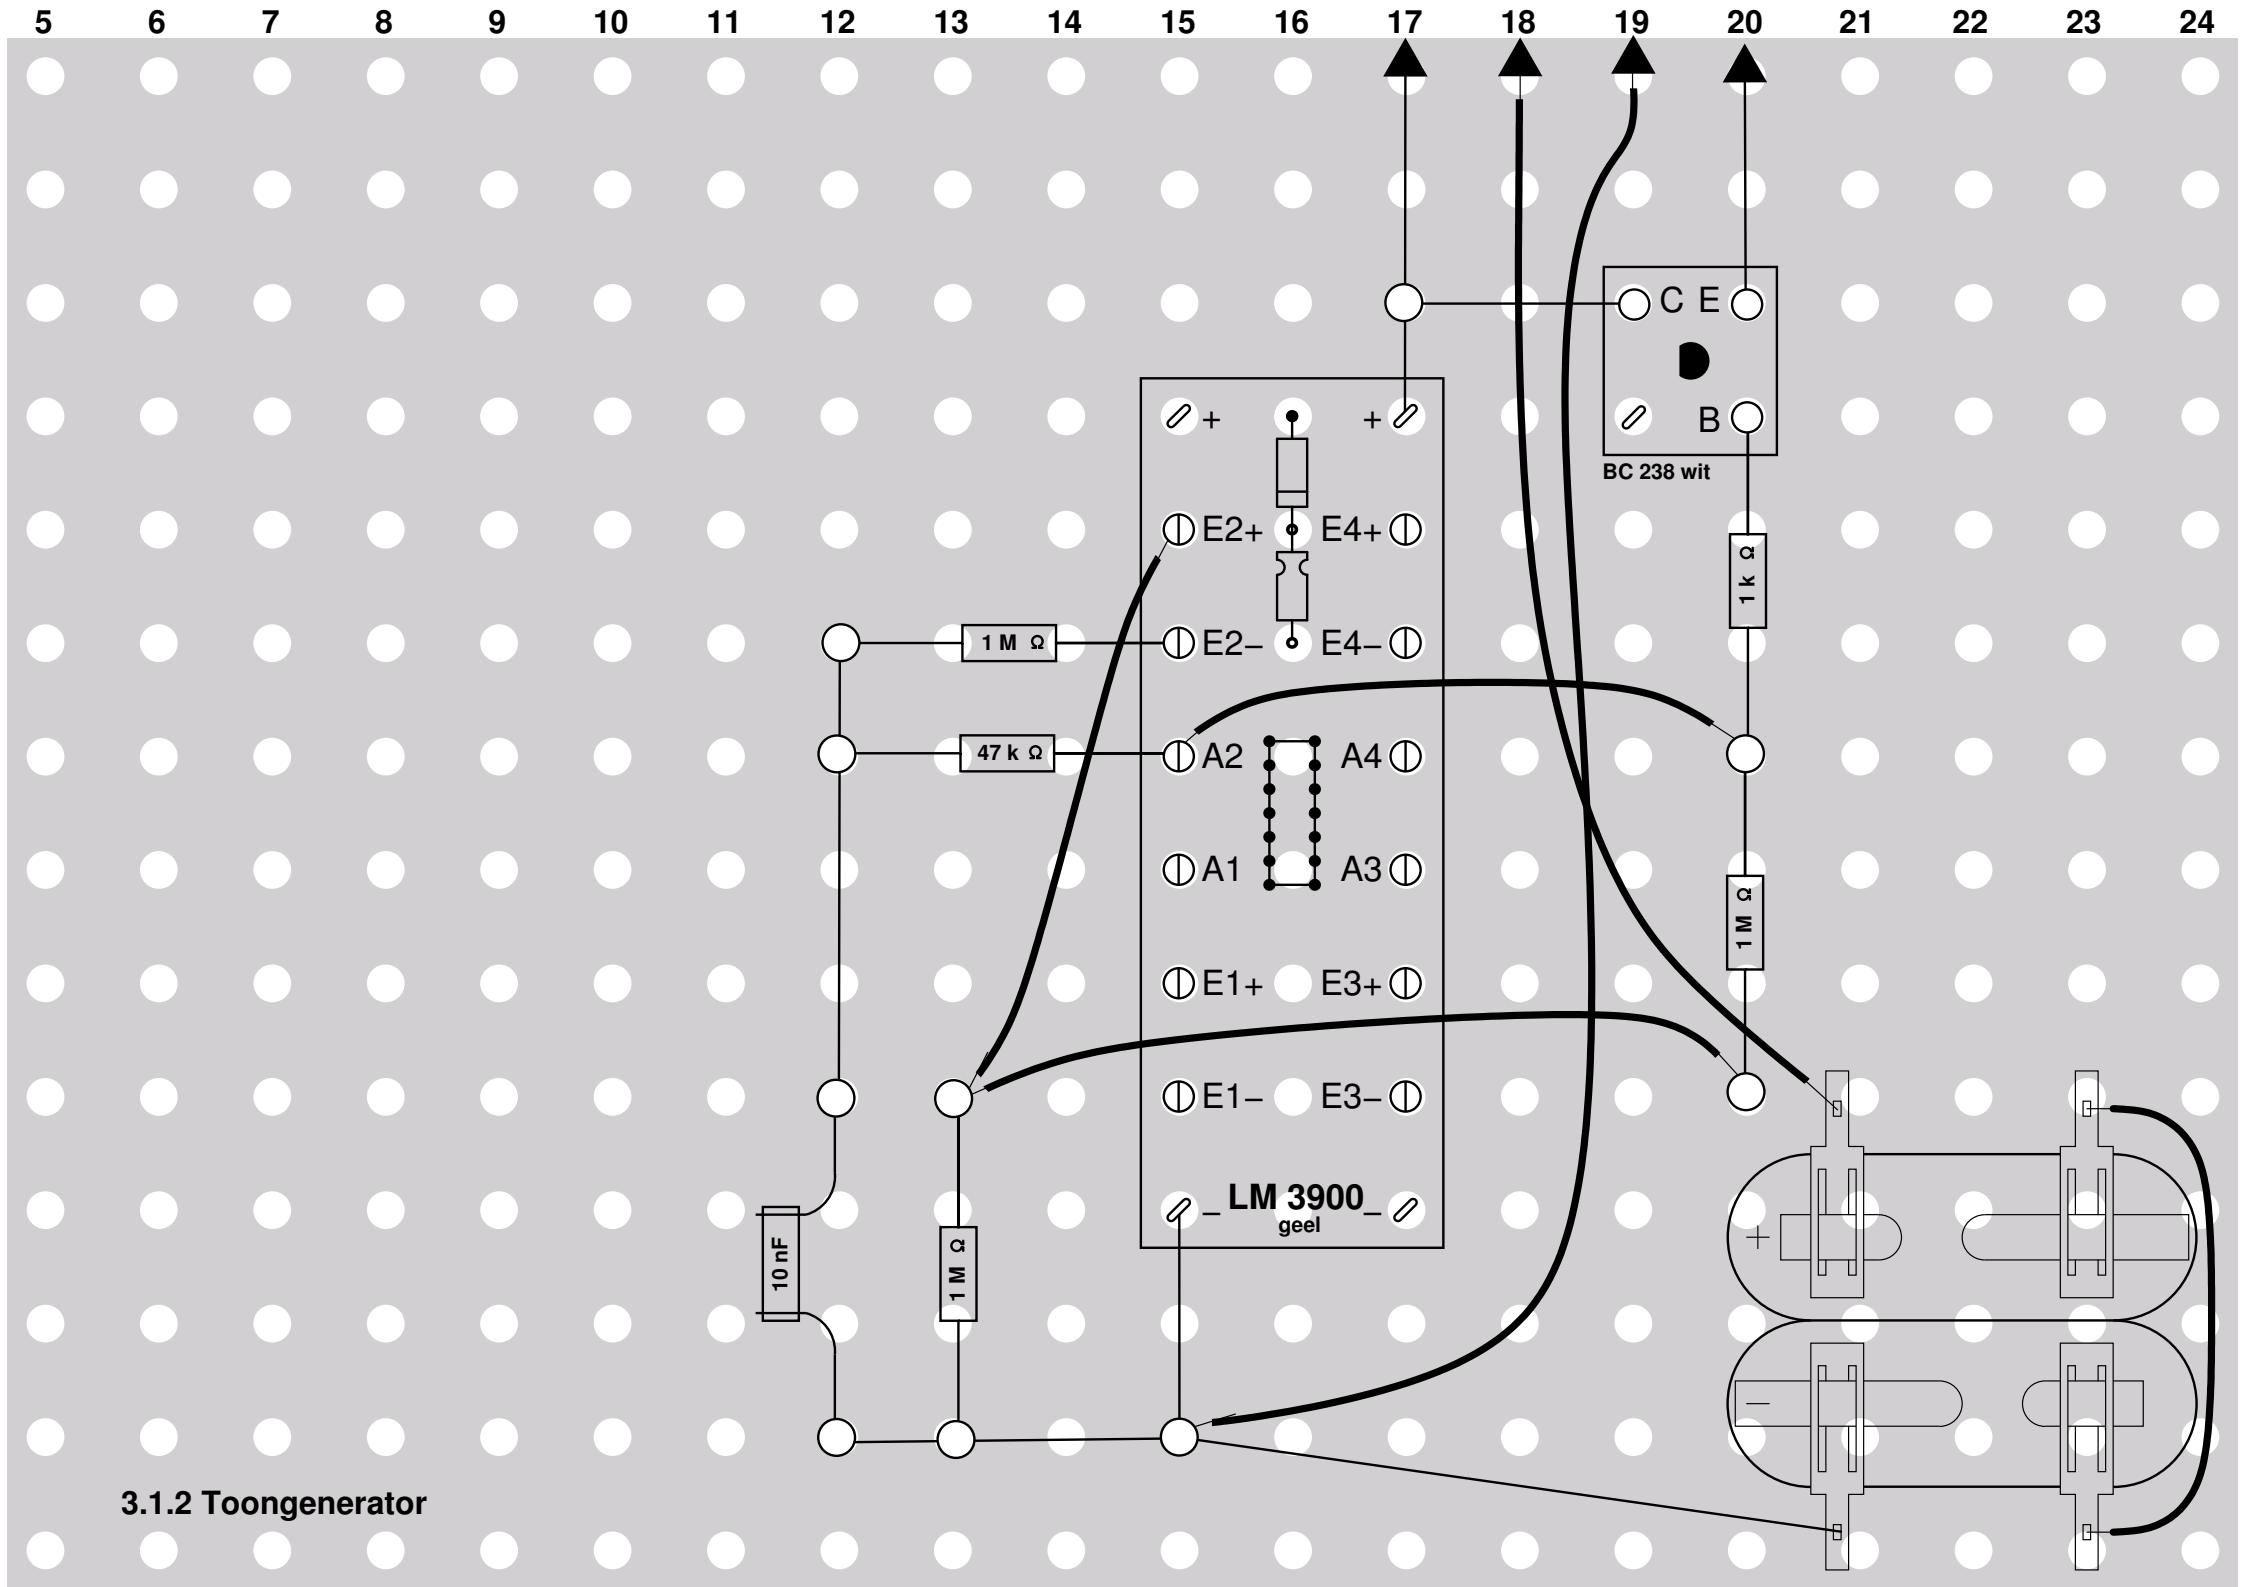 5 6 7 8 9 10 11 12 13 14 15 16 17 18 19 20 21 22 23 24
C E
+ +
B
BC 238 wit
E2+ E4+
1 k Ω
1 M Ω
E2– E4–
47 k Ω
A2 A4
A1 A3
1 M Ω
E1+ E3+
E1– E3–
– LM 3900 –
geel
10 nF
1 M Ω
+
–
3.1.2 Toongenerator